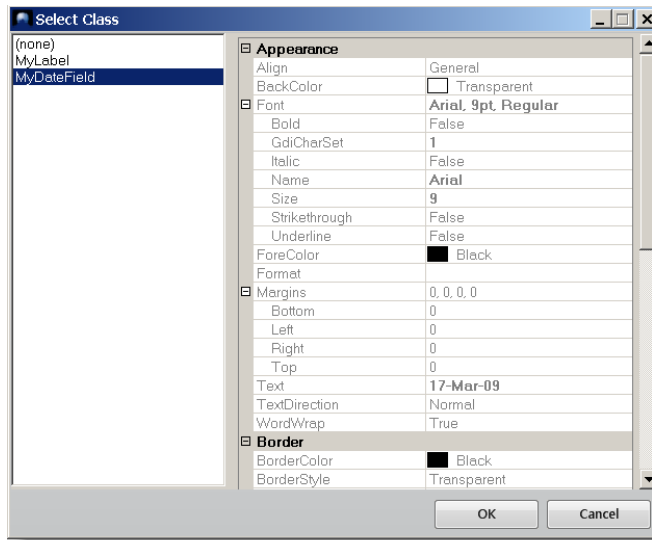 Select Class
(none)
MyLabel
MyDateField
Appearance
Align General
BackColor Transparent
Font Arial, 9pt, Regular
Bold False
GdiCharSet 1
Italic False
Name Arial
Size 9
Strikethrough False
Underline False
ForeColor Black
Format
Margins 0, 0, 0, 0
Bottom 0
Left 0
Right 0
Top 0
Text 17-Mar-09
TextDirection Normal
WordWrap True
Border
BorderColor Black
BorderStyle Transparent
OK Cancel